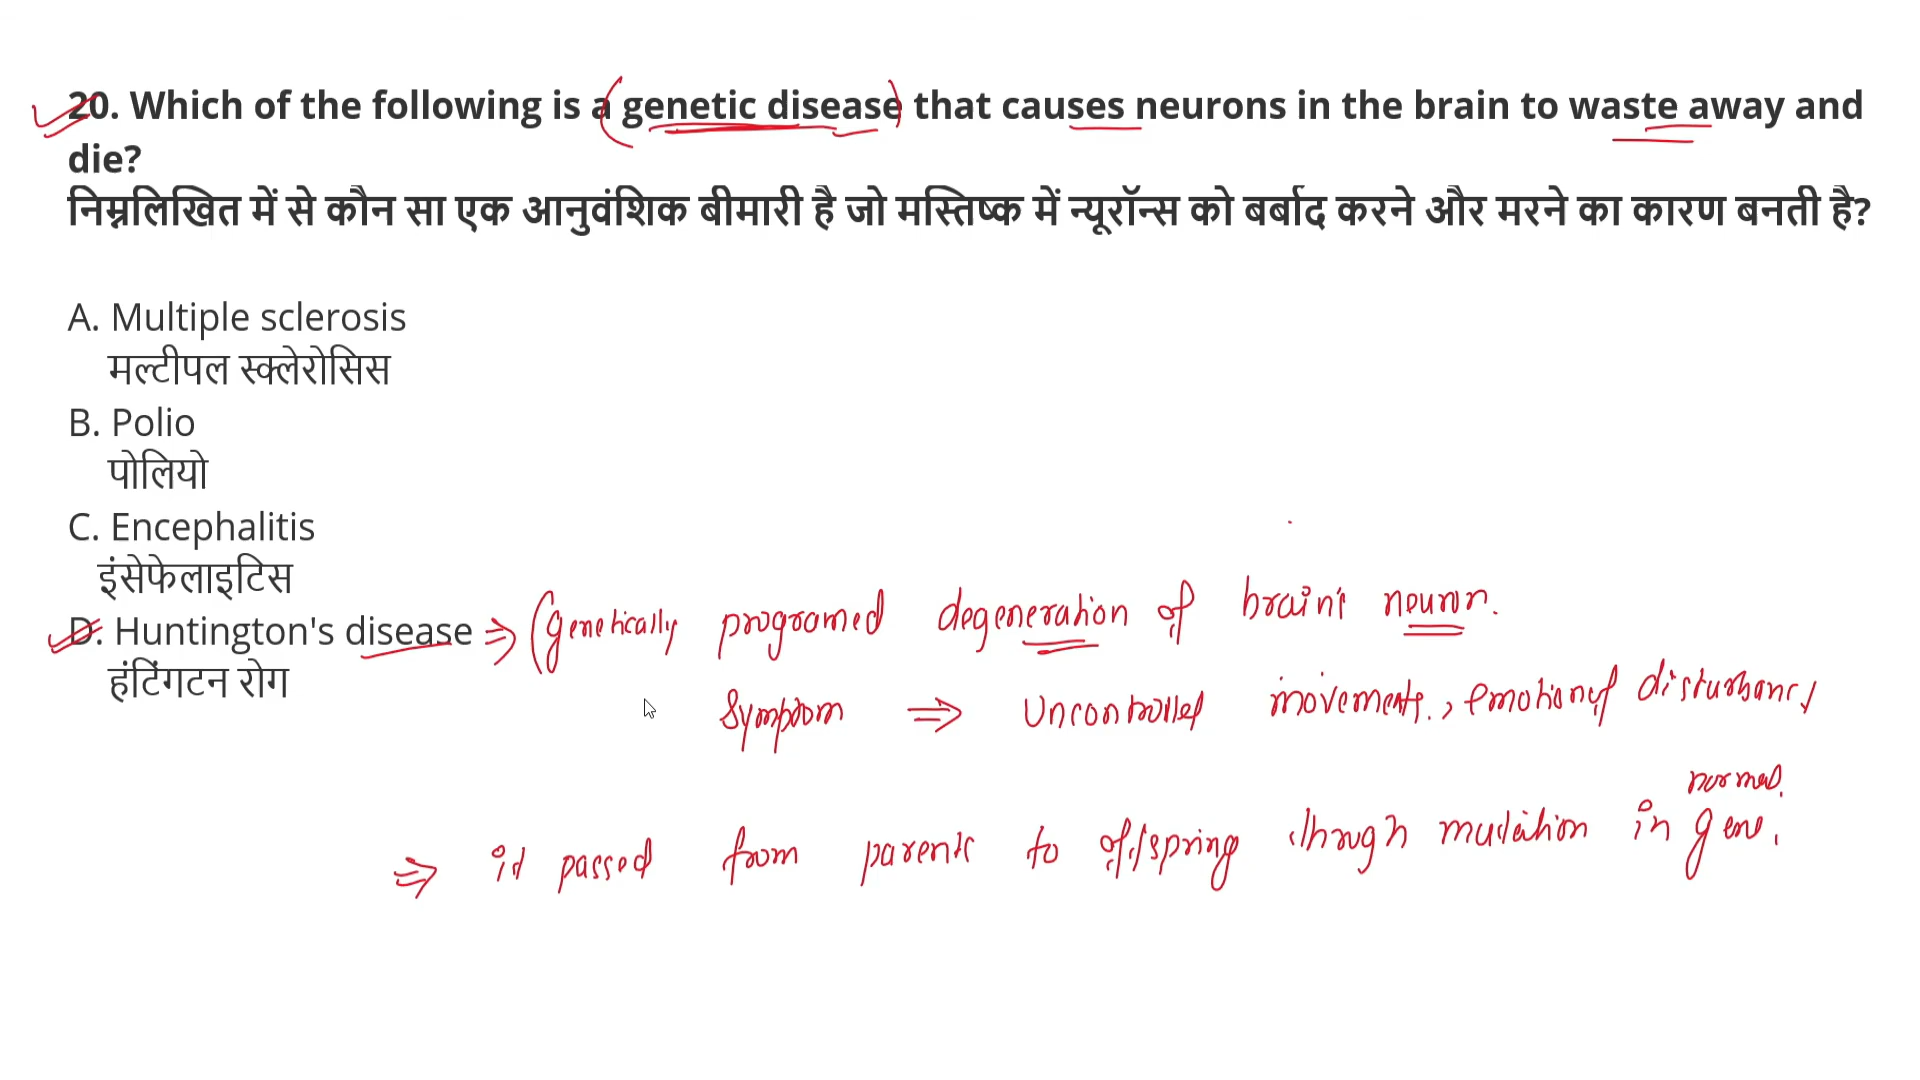 20. Which of the following is a genetic disease that causes neurons in the brain to waste away and
die?
निम्नलिखित में से कौन सा एक आनुवंशिक बीमारी है जो मस्तिष्क में न्यूरॉन्स को बर्बाद करने और मरने का कारण बनती है?
A. Multiple sclerosis
मल्टीपल स्क्लेरोसिस
B. Polio
पोलियो
C. Encephalitis
इंसेफेलाइटिस
D. Huntington's disease ⇒ (Genetically programed degeneration of brain's neuron.
हंटिंगटन रोग
Symptom ⇒ Uncontrolled movements, emotional disturbance
normal
⇒ it passed from parents to offspring through mutation in gene.